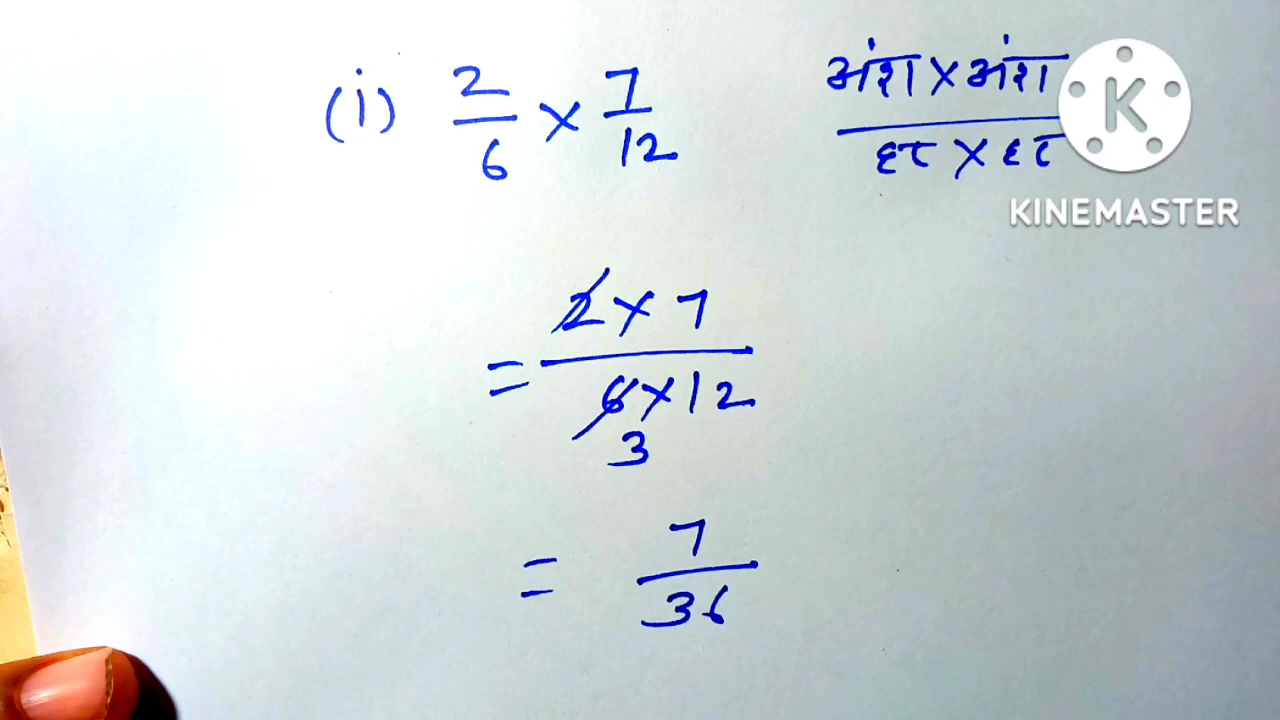 (i) 2/6 × 7/12
अंश × अंश
हर × हर
K
KINEMASTER
= 2 × 7
6 × 12
3
= 7/36